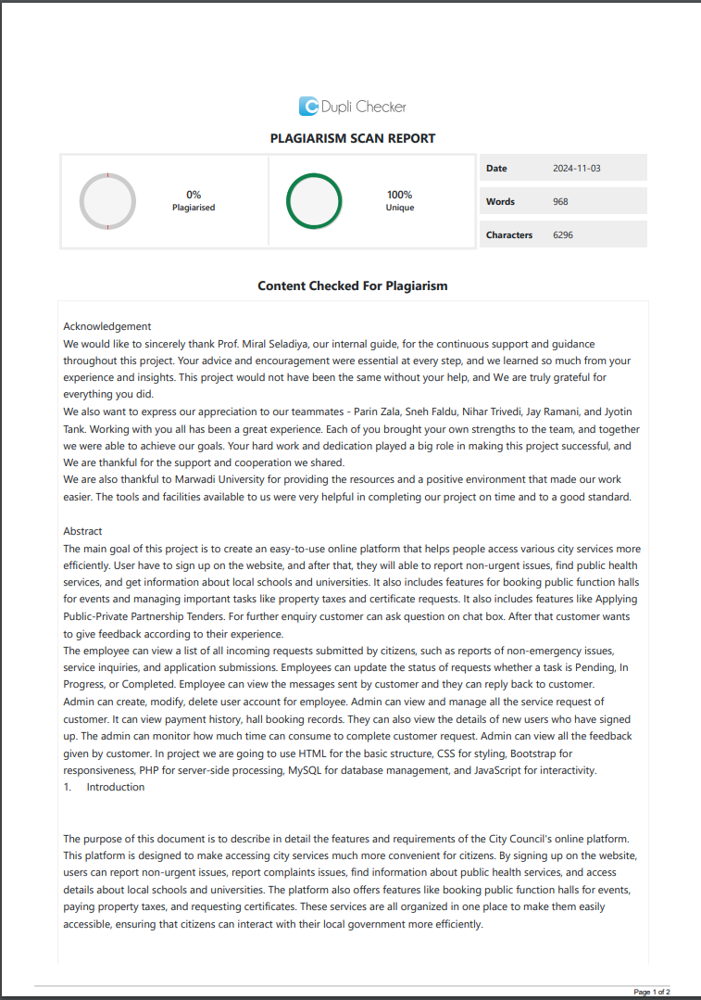 Dupli Checker
PLAGIARISM SCAN REPORT
0%
Plagiarised
100%
Unique
Date 2024-11-03
Words 968
Characters 6296
Content Checked For Plagiarism
Acknowledgement
We would like to sincerely thank Prof. Miral Seladiya, our internal guide, for the continuous support and guidance
throughout this project. Your advice and encouragement were essential at every step, and we learned so much from your
experience and insights. This project would not have been the same without your help, and We are truly grateful for
everything you did.
We also want to express our appreciation to our teammates - Parin Zala, Sneh Faldu, Nihar Trivedi, Jay Ramani, and Jyotin
Tank. Working with you all has been a great experience. Each of you brought your own strengths to the team, and together
we were able to achieve our goals. Your hard work and dedication played a big role in making this project successful, and
We are thankful for the support and cooperation we shared.
We are also thankful to Marwadi University for providing the resources and a positive environment that made our work
easier. The tools and facilities available to us were very helpful in completing our project on time and to a good standard.
Abstract
The main goal of this project is to create an easy-to-use online platform that helps people access various city services more
efficiently. User have to sign up on the website, and after that, they will able to report non-urgent issues, find public health
services, and get information about local schools and universities. It also includes features for booking public function halls
for events and managing important tasks like property taxes and certificate requests. It also includes features like Applying
Public-Private Partnership Tenders. For further enquiry customer can ask question on chat box. After that customer wants
to give feedback according to their experience.
The employee can view a list of all incoming requests submitted by citizens, such as reports of non-emergency issues,
service inquiries, and application submissions. Employees can update the status of requests whether a task is Pending, In
Progress, or Completed. Employee can view the messages sent by customer and they can reply back to customer.
Admin can create, modify, delete user account for employee. Admin can view and manage all the service request of
customer. It can view payment history, hall booking records. They can also view the details of new users who have signed
up. The admin can monitor how much time can consume to complete customer request. Admin can view all the feedback
given by customer. In project we are going to use HTML for the basic structure, CSS for styling, Bootstrap for
responsiveness, PHP for server-side processing, MySQL for database management, and JavaScript for interactivity.
1. Introduction
The purpose of this document is to describe in detail the features and requirements of the City Council's online platform.
This platform is designed to make accessing city services much more convenient for citizens. By signing up on the website,
users can report non-urgent issues, report complaints issues, find information about public health services, and access
details about local schools and universities. The platform also offers features like booking public function halls for events,
paying property taxes, and requesting certificates. These services are all organized in one place to make them easily
accessible, ensuring that citizens can interact with their local government more efficiently.
Page 1 of 2